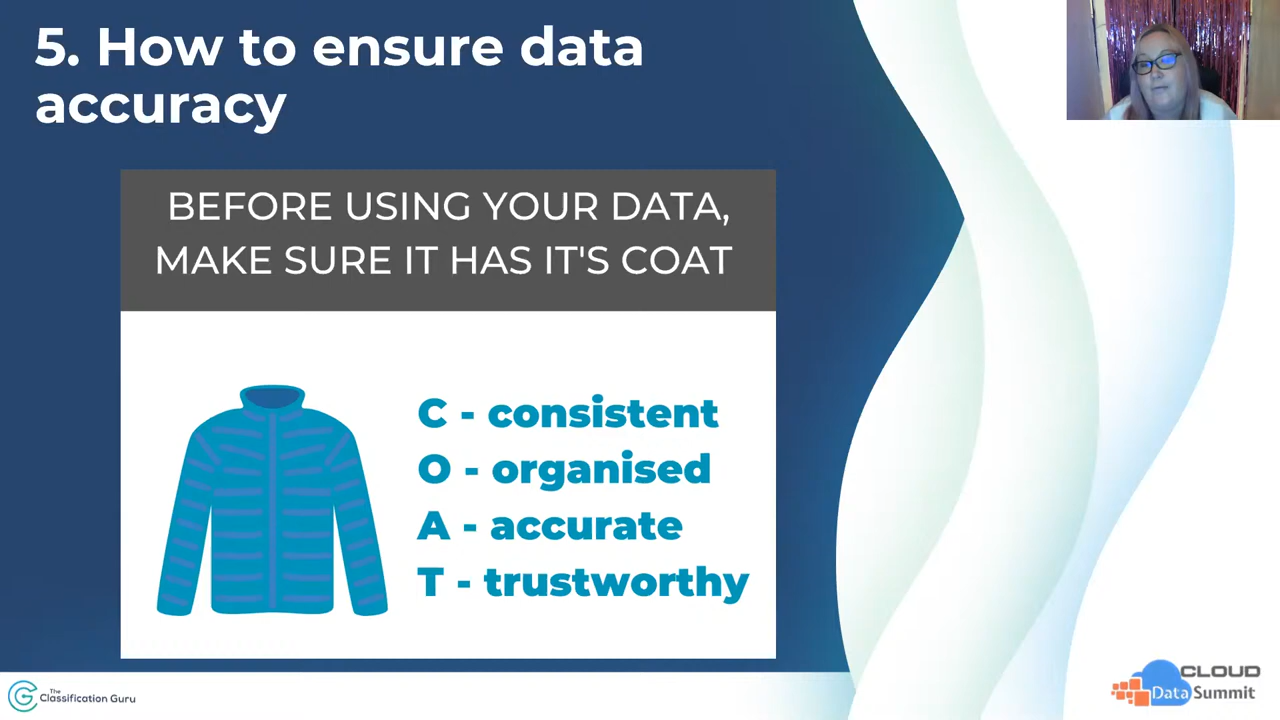 5. How to ensure data
accuracy
BEFORE USING YOUR DATA,
MAKE SURE IT HAS IT'S COAT
C - consistent
O - organised
A - accurate
T - trustworthy
The
Classification Guru
CLOUD
Data Summit